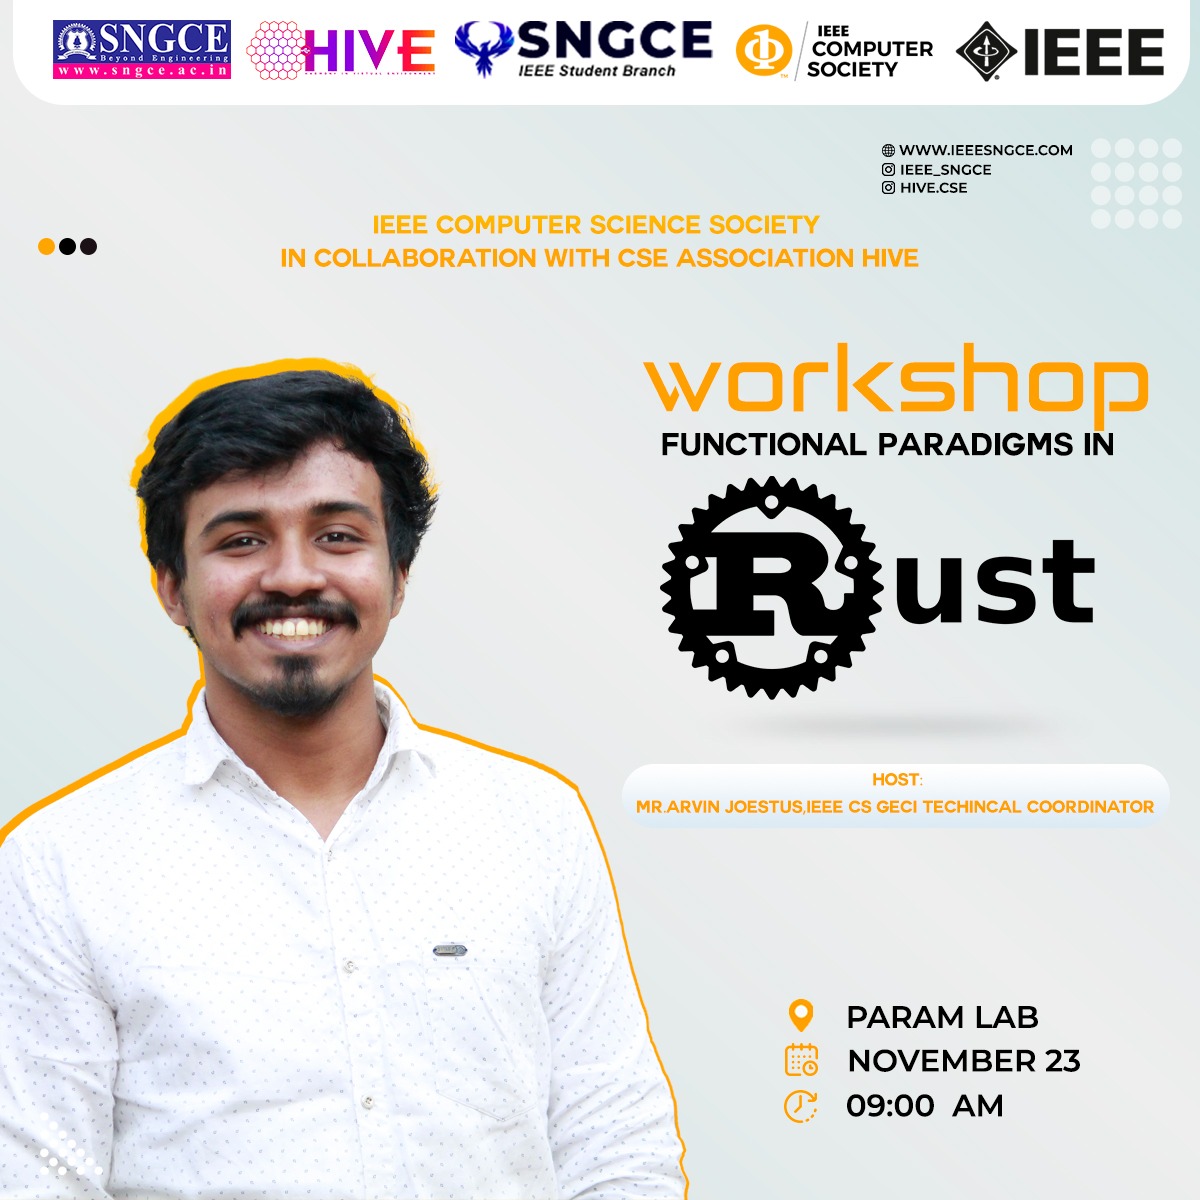 SNGCE
Beyond Engineering
www.sngce.ac.in
HIVE
SNGCE
IEEE Student Branch
IEEE
COMPUTER
SOCIETY
IEEE
WWW.IEEESNGCE.COM
IEEE_SNGCE
HIVE.CSE
IEEE COMPUTER SCIENCE SOCIETY
IN COLLABORATION WITH CSE ASSOCIATION HIVE
workshop
FUNCTIONAL PARADIGMS IN
Rust
HOST:
MR.ARVIN JOESTUS,IEEE CS GECI TECHINCAL COORDINATOR
PARAM LAB
NOVEMBER 23
09:00 AM